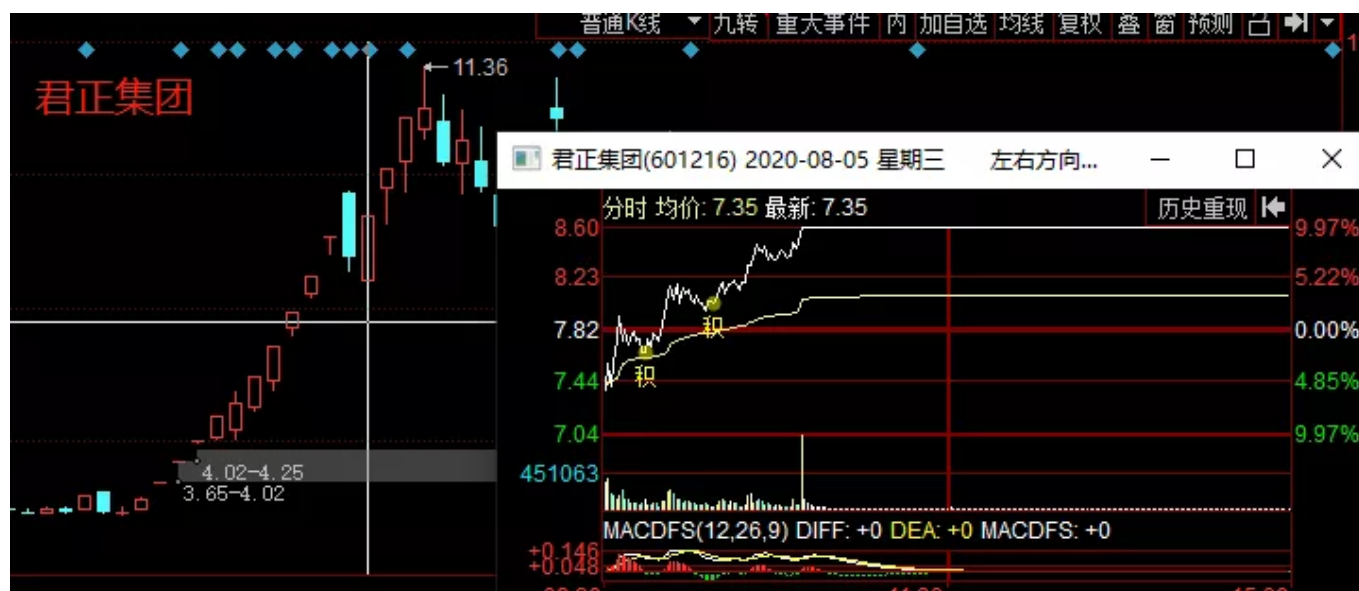 普通K线 九转 重大事件 内 加自选 均线 复权 叠 窗 预测
11.36
君正集团
君正集团(601216) 2020-08-05 星期三 左右方向...
分时 均价: 7.35 最新: 7.35 历史重现
8.60 9.97%
8.23 5.22%
积
7.82 0.00%
积
7.44 4.85%
7.04 9.97%
4.02-4.25
451063
3.65-4.02
MACDFS(12,26,9) DIFF: +0 DEA: +0 MACDFS: +0
+0.146
+0.048